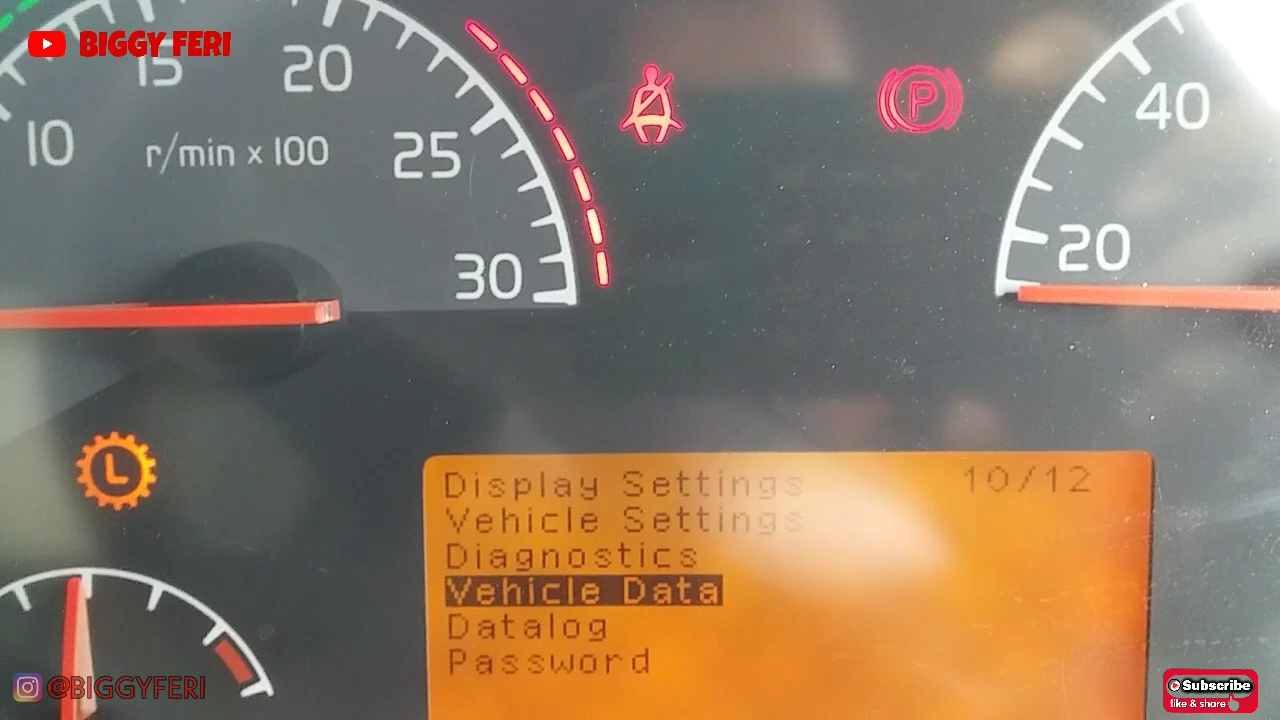 BIGGY FERI
10
15
20
25
30
r/min x 100
P
40
20
L
Display Settings 10/12
Vehicle Settings
Diagnostics
Vehicle Data
Datalog
Password
@BIGGYFERI
Subscribe
like & share